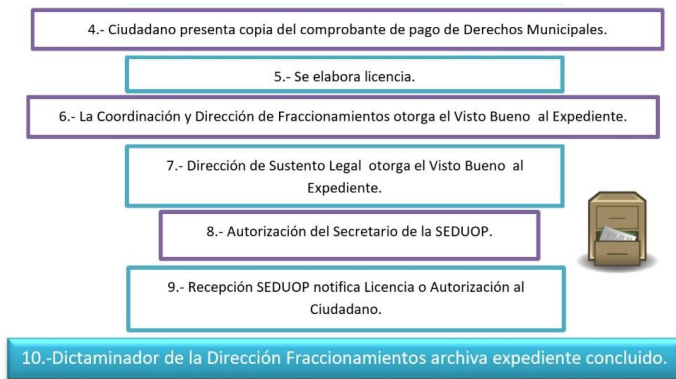 4.- Ciudadano presenta copia del comprobante de pago de Derechos Municipales.
5.- Se elabora licencia.
6.- La Coordinación y Dirección de Fraccionamientos otorga el Visto Bueno al Expediente.
7.- Dirección de Sustento Legal otorga el Visto Bueno al
Expediente.
8.- Autorización del Secretario de la SEDUOP.
9.- Recepción SEDUOP notifica Licencia o Autorización al
Ciudadano.
10.-Dictaminador de la Dirección Fraccionamientos archiva expediente concluido.